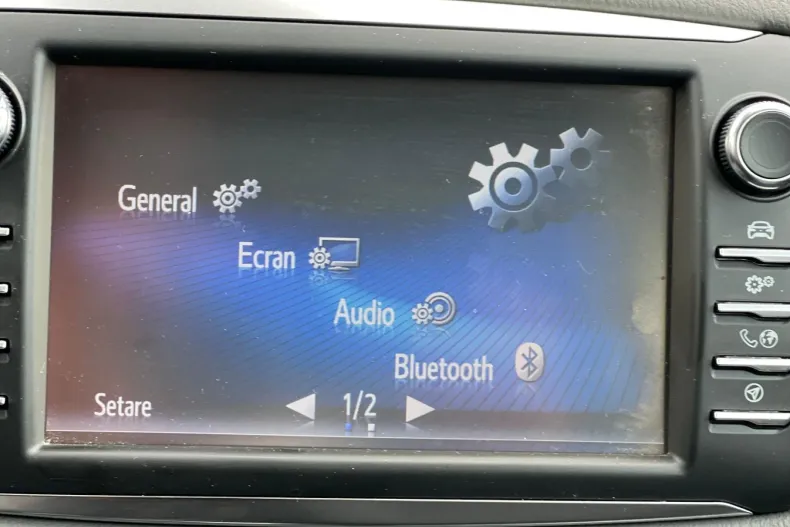 General
Ecran
Audio
Bluetooth
Setare
1/2